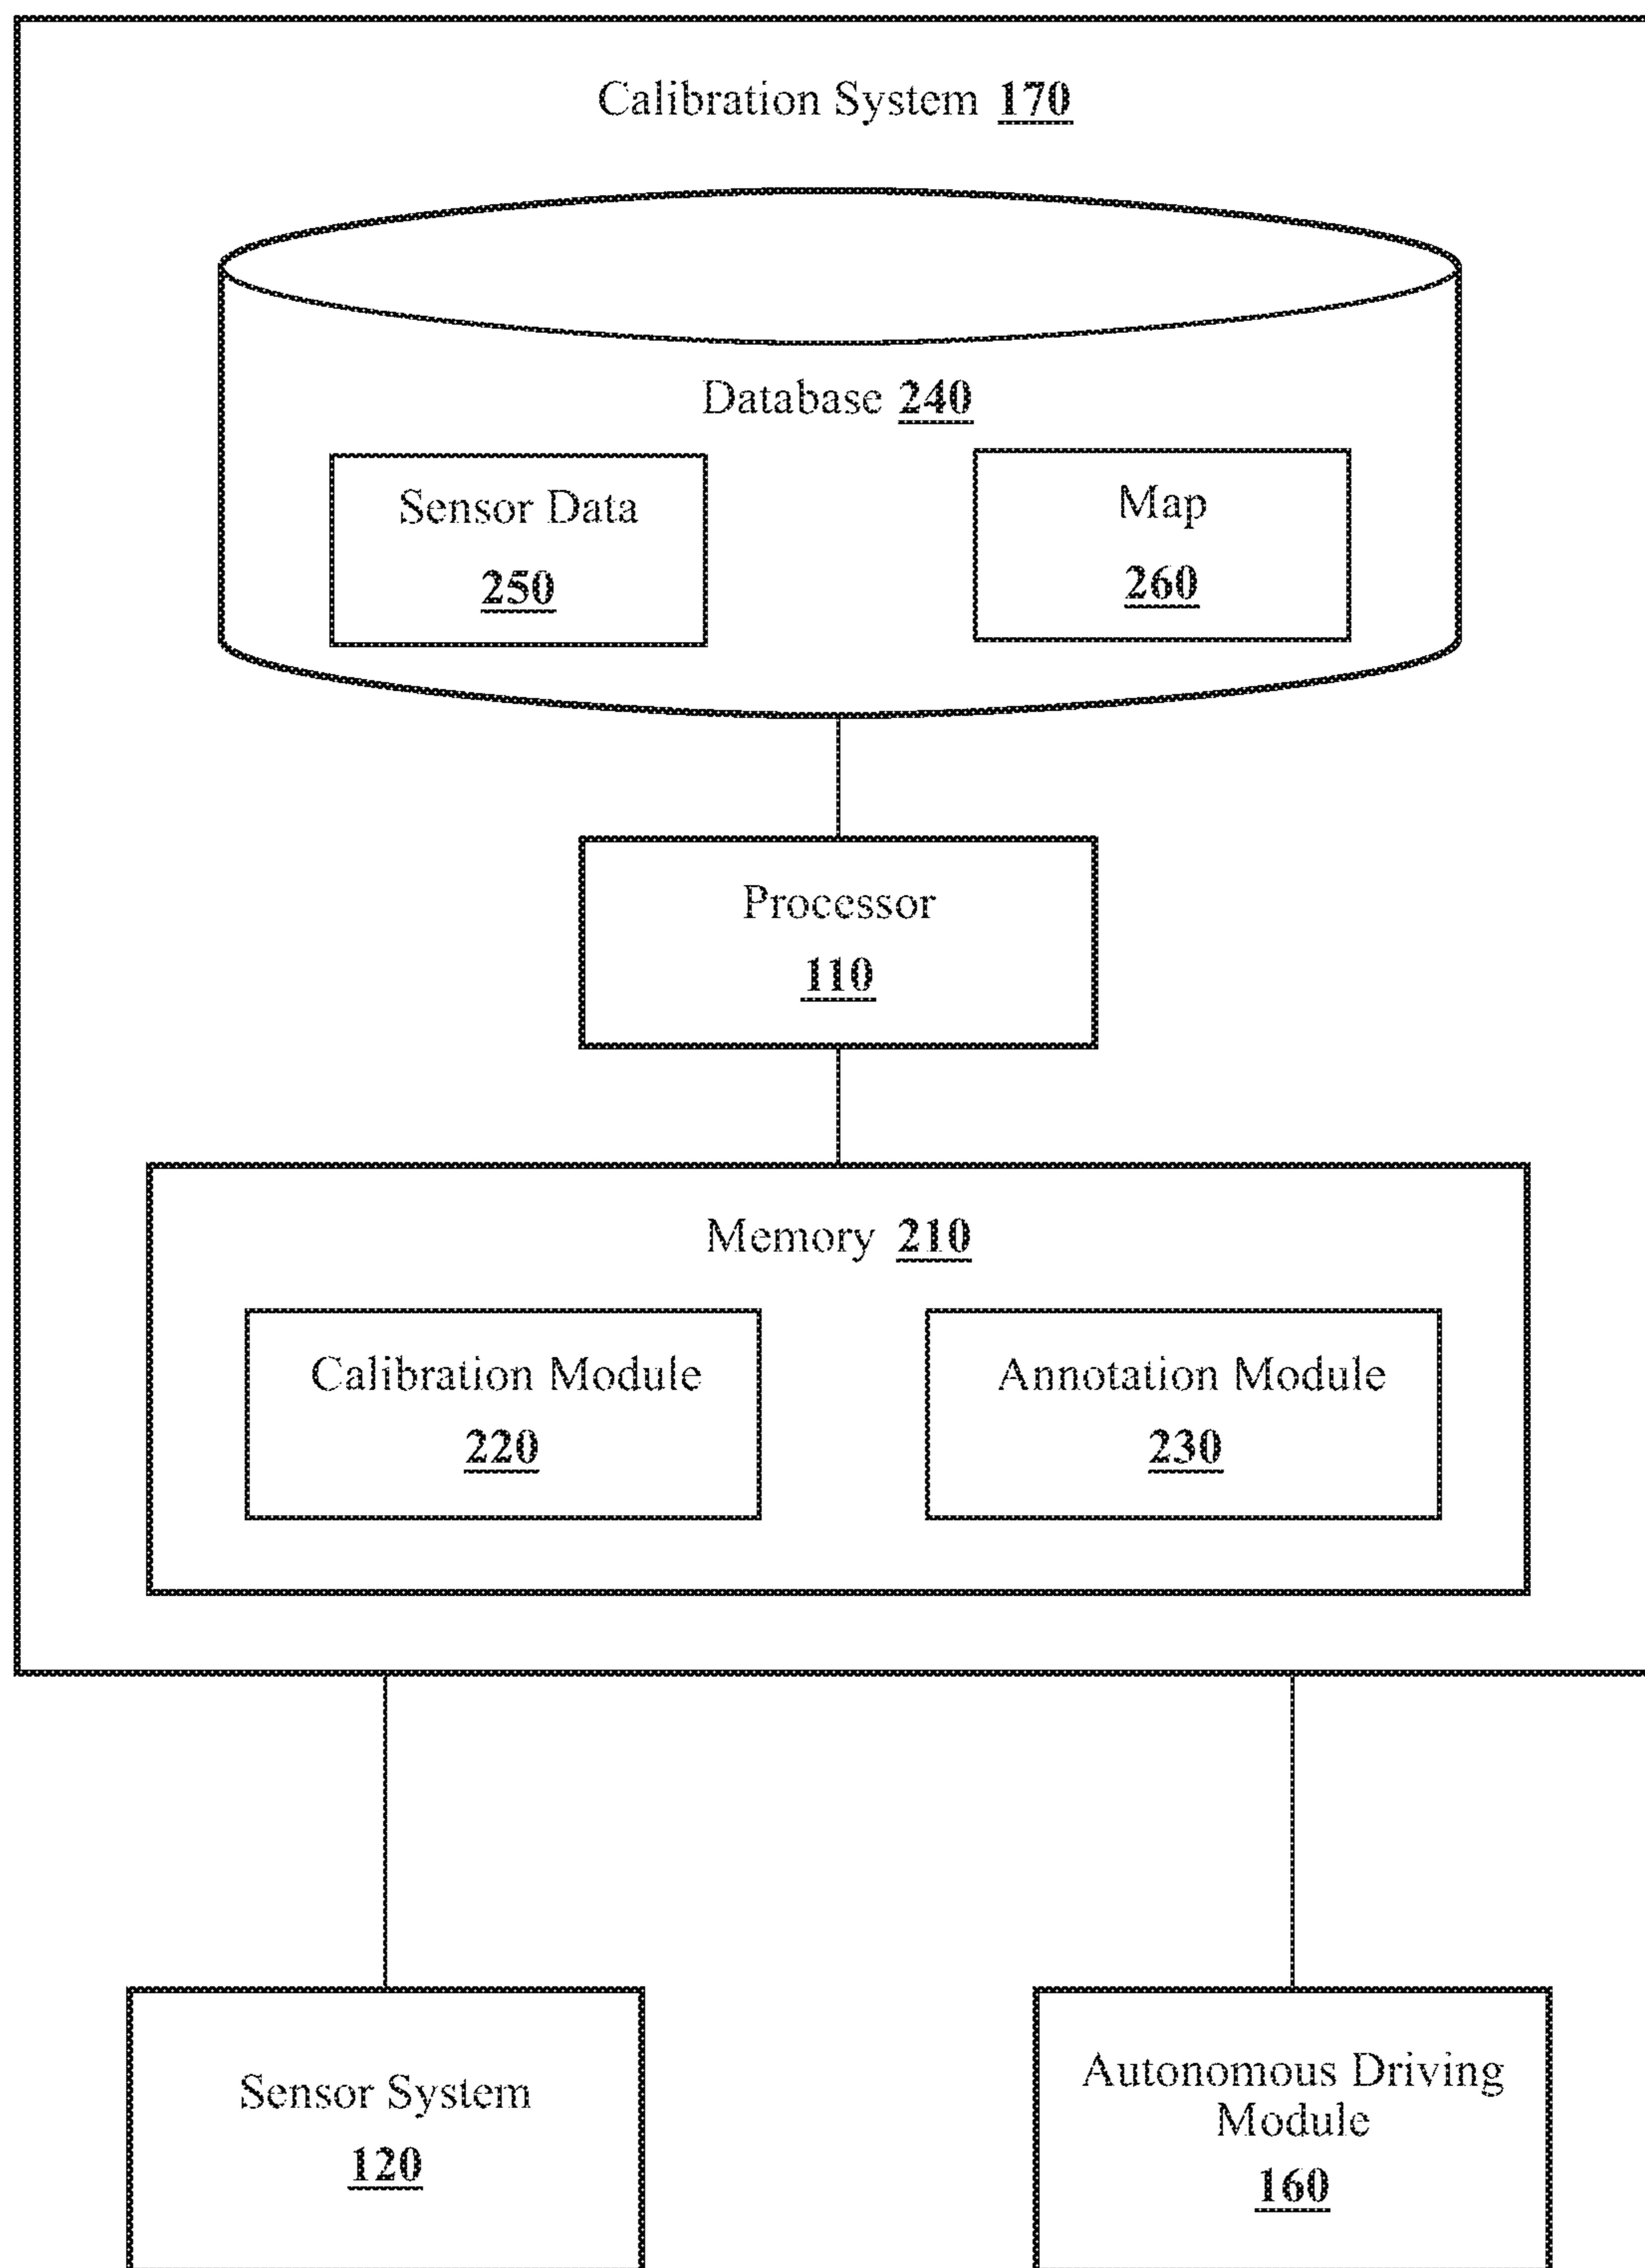 Calibration System 170
Database 240
Sensor Data
250
Map
260
Processor
110
Memory 210
Calibration Module
220
Annotation Module
230
Sensor System
120
Autonomous Driving
Module
160